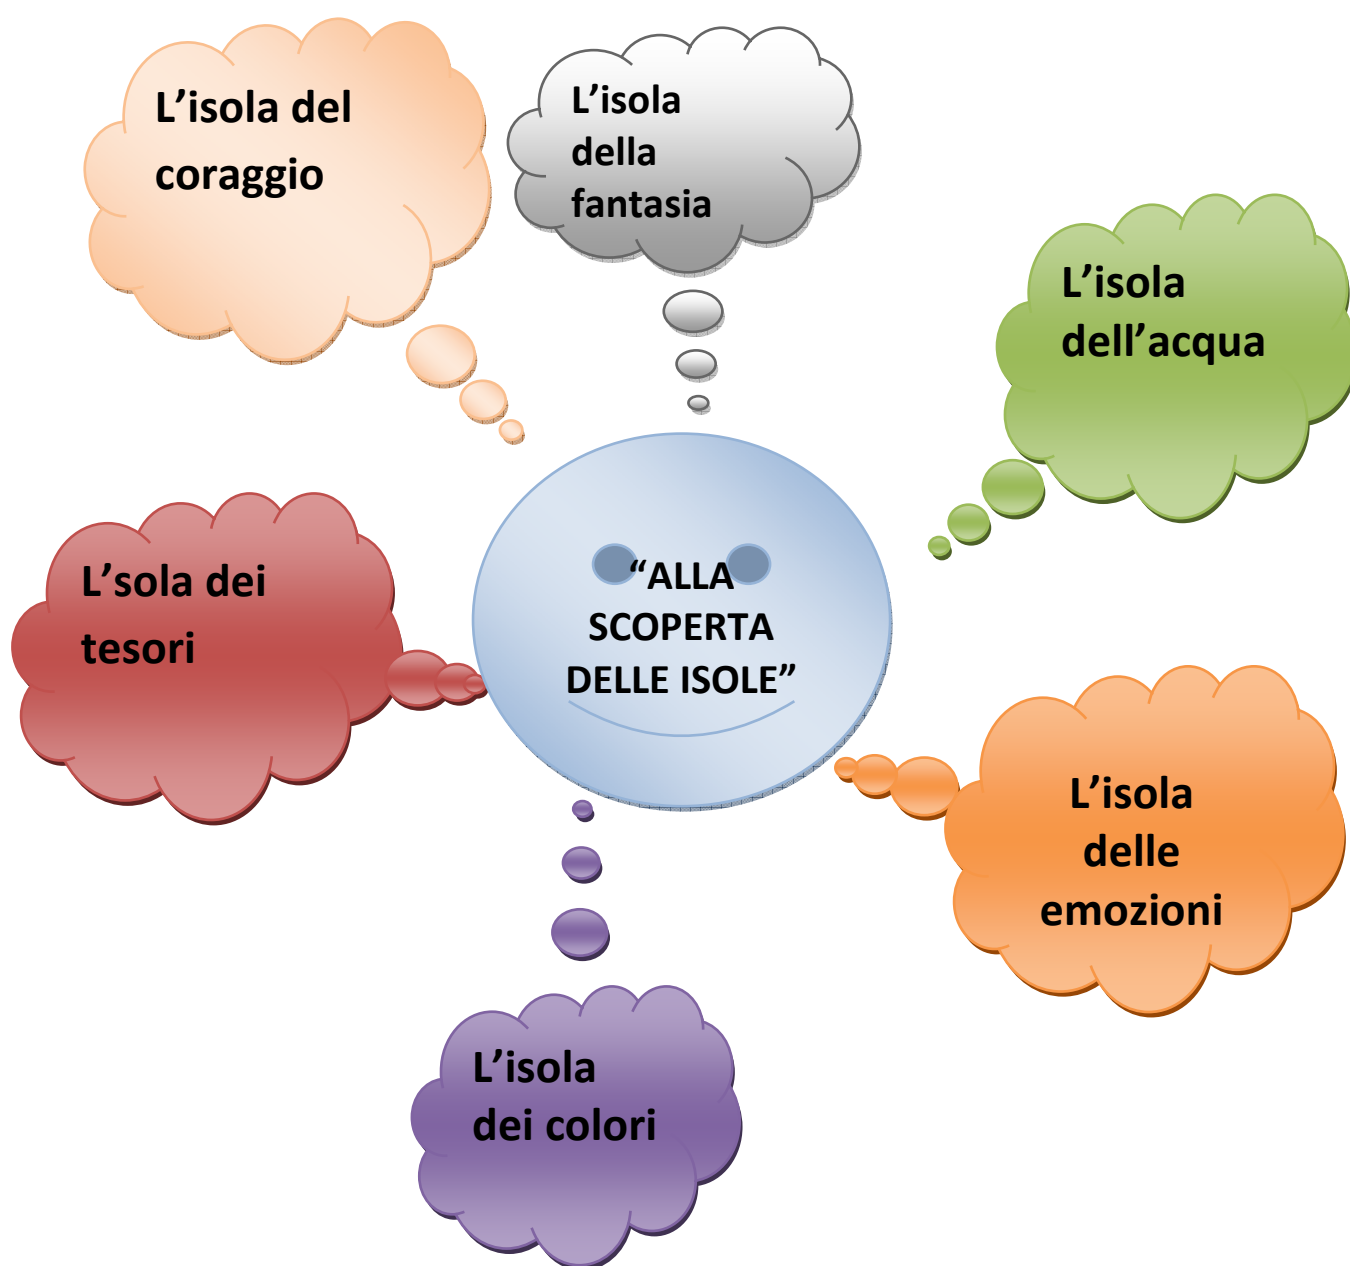 L’isola del
coraggio
L’isola
della
fantasia
L’isola
dell’acqua
L’sola dei
tesori
“ALLA
SCOPERTA
DELLE ISOLE”
L’isola
delle
emozioni
L’isola
dei colori